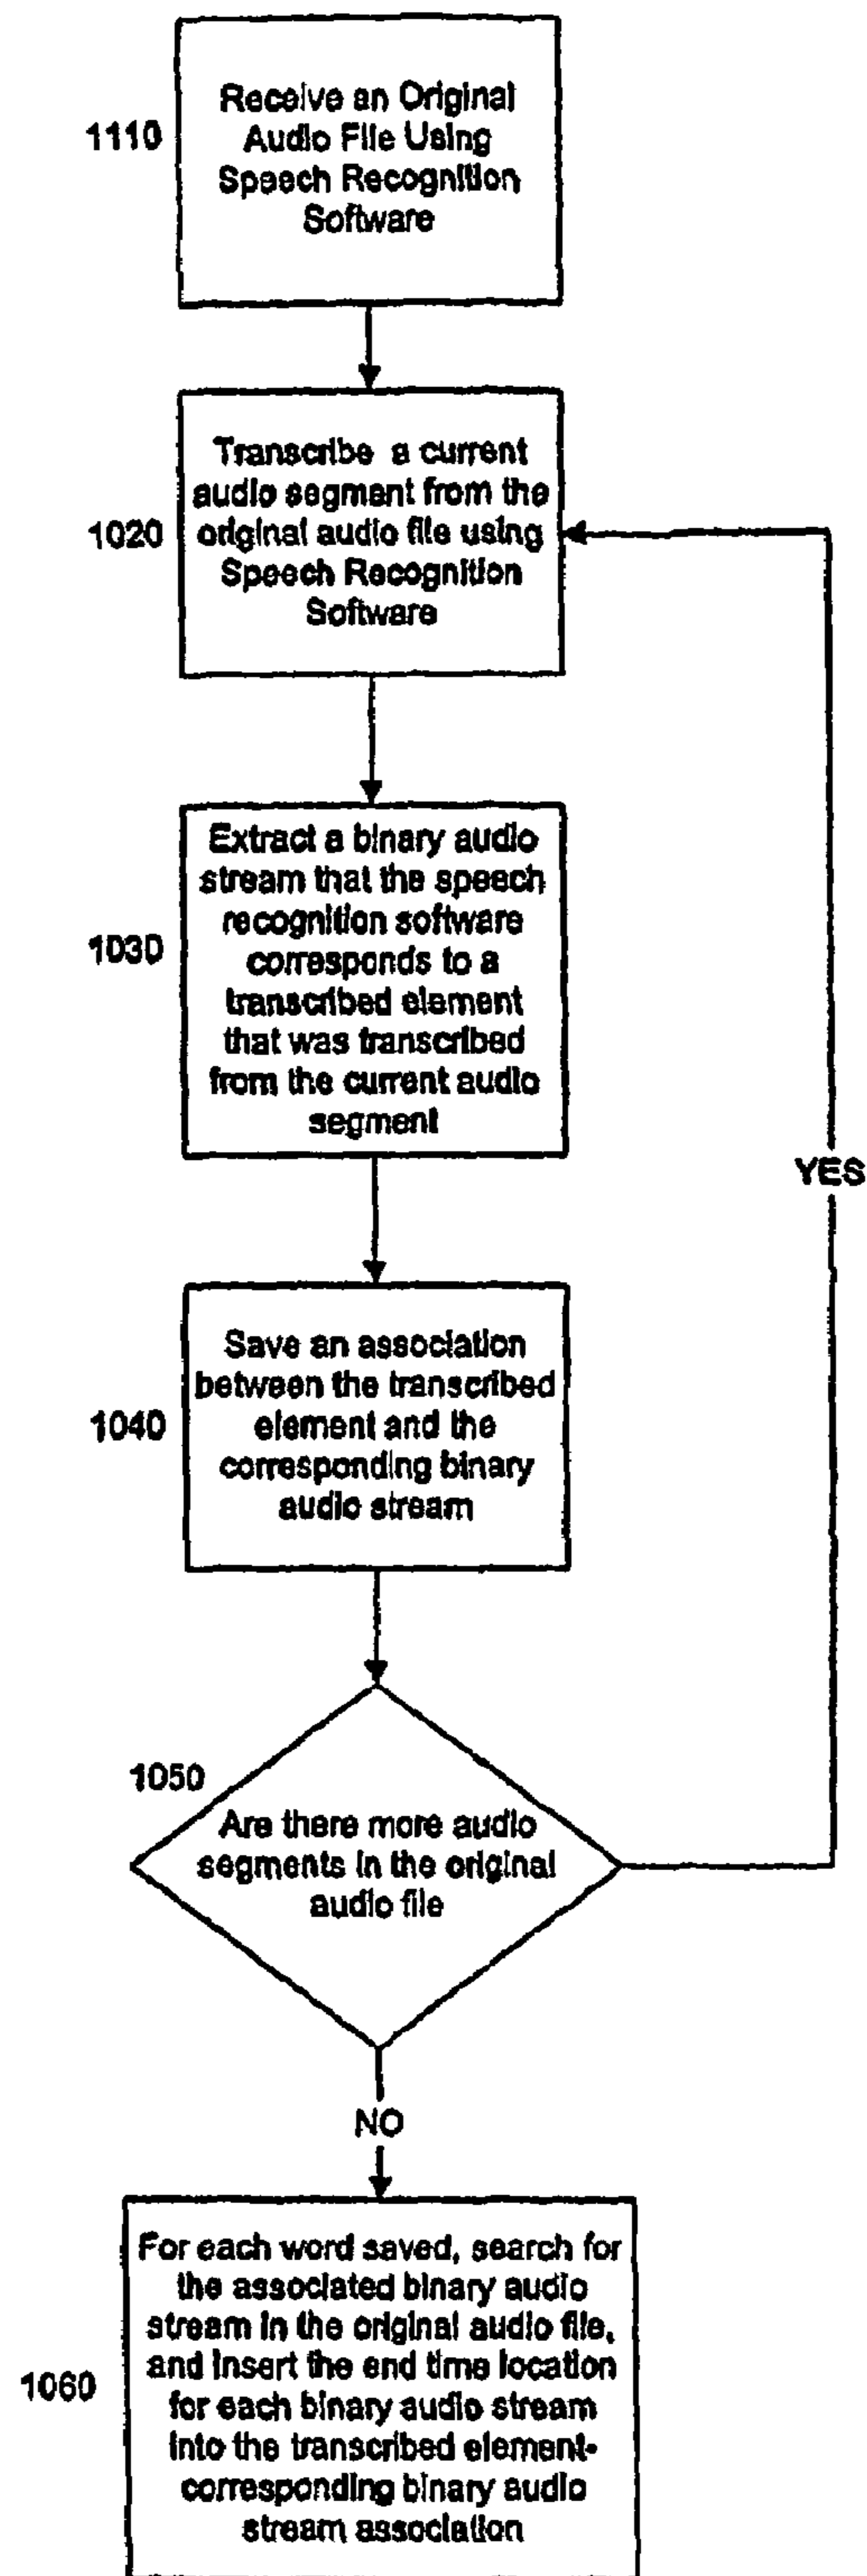 1110
Receive an Original
Audio File Using
Speech Recognition
Software
Transcribe a current
audio segment from the
1020
original audio file using
Speech Recognition
Software
Extract a binary audio
stream that the speech
recognition software
1030
corresponds to a
transcribed element
that was transcribed
from the current audio
segment
YES
Save an association
between the transcribed
1040
element and the
corresponding binary
audio stream
1050
Are there more audio
segments in the original
audio file
NO
For each word saved, search for
the associated binary audio
stream in the original audio file,
and insert the end time location
1060
for each binary audio stream
into the transcribed element-
corresponding binary audio
stream association